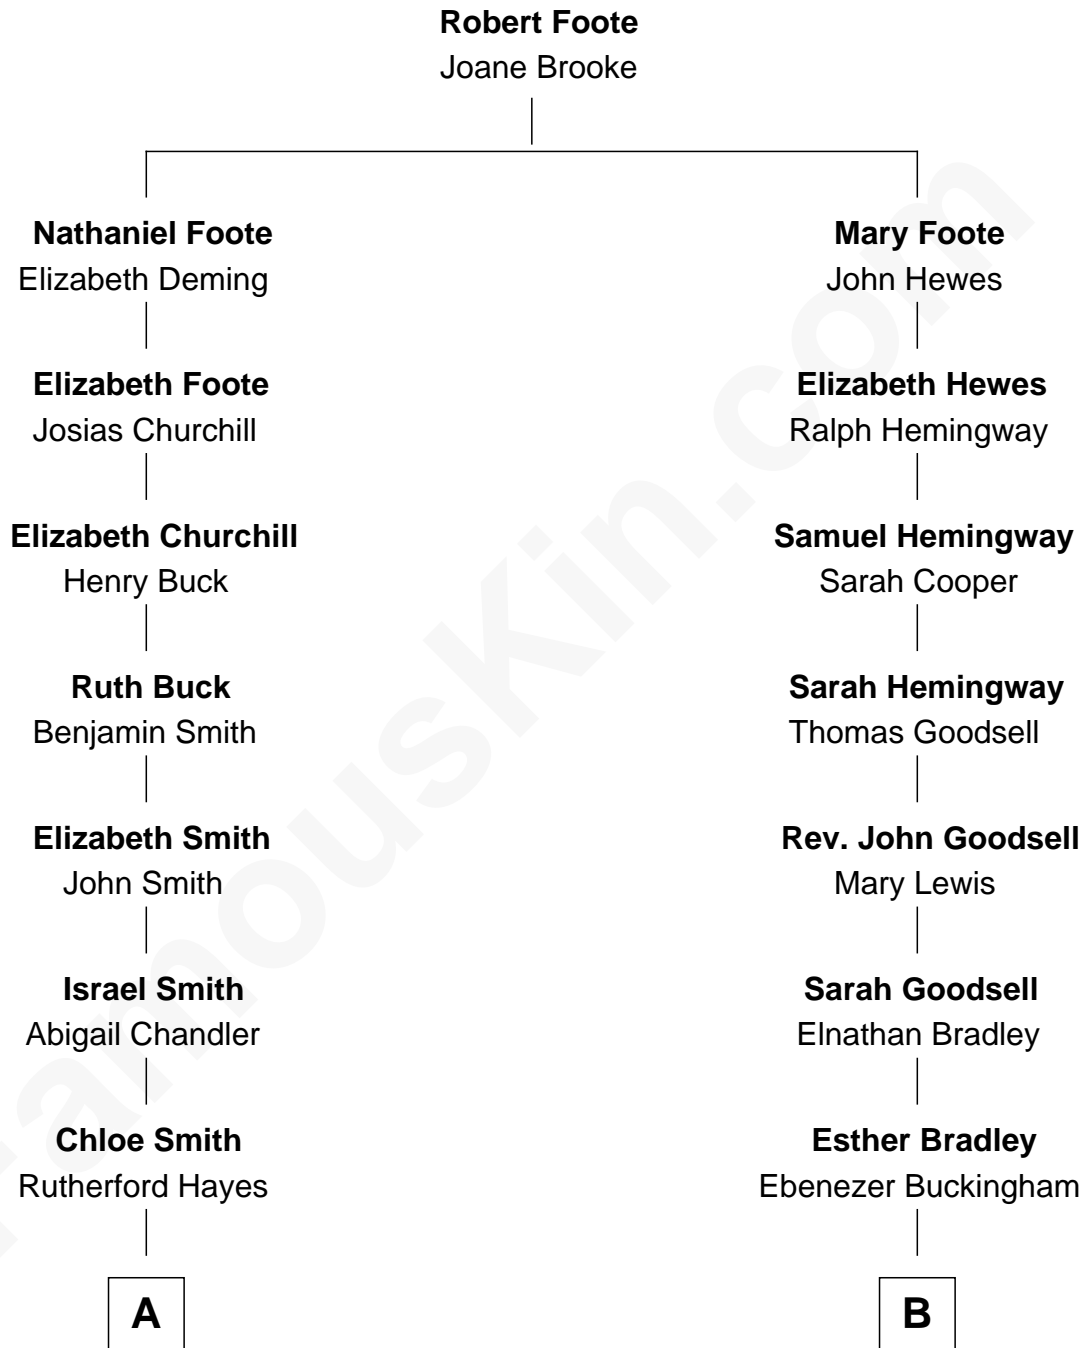 Robert Foote
Joane Brooke
Nathaniel Foote
Elizabeth Deming
Mary Foote
John Hewes
Elizabeth Foote
Josias Churchill
Elizabeth Hewes
Ralph Hemingway
Elizabeth Churchill
Henry Buck
Samuel Hemingway
Sarah Cooper
Ruth Buck
Benjamin Smith
Sarah Hemingway
Thomas Goodsell
Elizabeth Smith
John Smith
Rev. John Goodsell
Mary Lewis
Israel Smith
Abigail Chandler
Sarah Goodsell
Elnathan Bradley
Chloe Smith
Rutherford Hayes
Esther Bradley
Ebenezer Buckingham
A
B
FamousKin.com